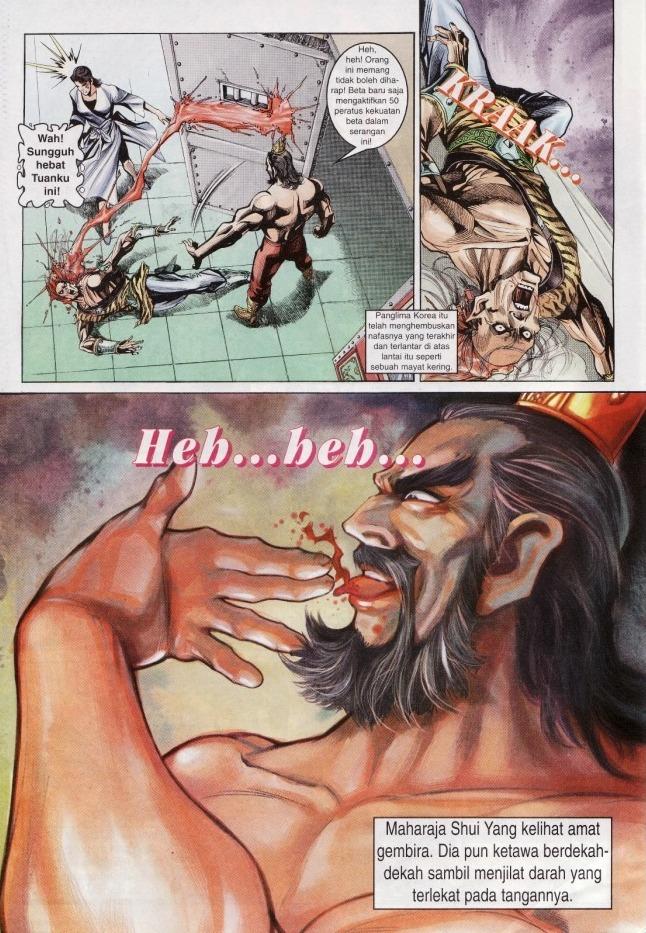 Wah!
Sungguh
hebat
Tuanku
ini!
Heh,
heh! Orang
ini memang
tidak boleh diha-
rap! Beta baru saja
mengaktifkan 50
peratus kekuatan
beta dalam
serangan
ini!
KRAAK...
Panglima Korea itu
telah menghembuskan
nafasnya yang terakhir
dan terlantar di atas
lantai itu seperti
sebuah mayat kering.
Heh...heh...
Maharaja Shui Yang kelihat amat
gembira. Dia pun ketawa berdekah-
dekah sambil menjilat darah yang
terlekat pada tangannya.